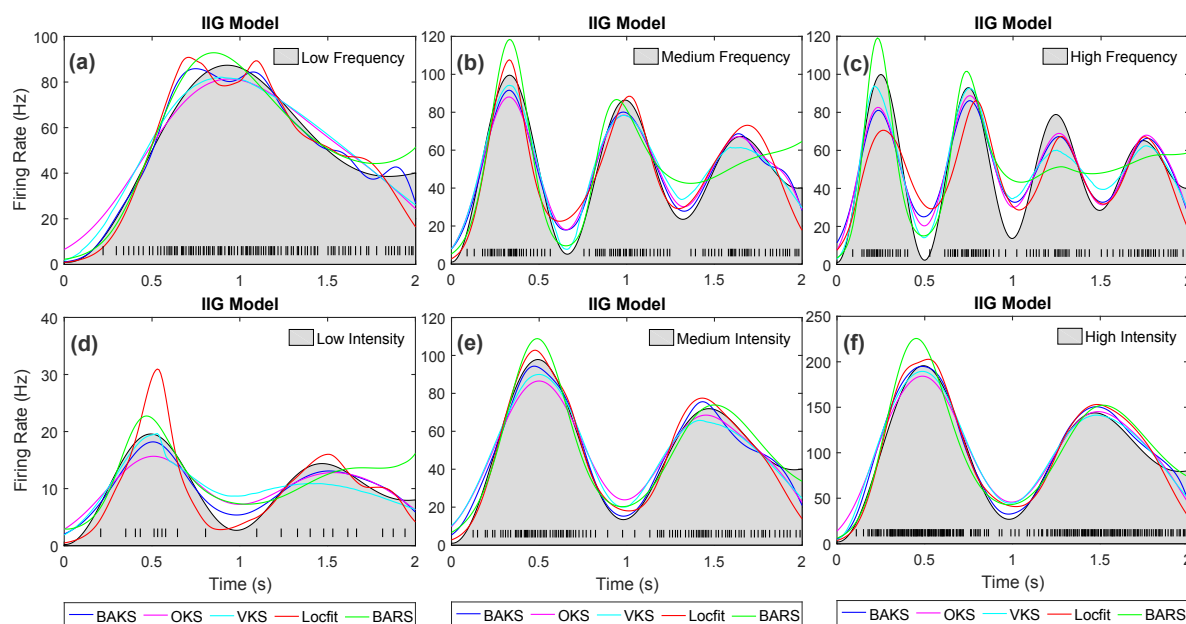 IIG Model
IIG Model
IIG Model
(a)
Low Frequency
(b)
Medium Frequency
(c)
High Frequency
Firing Rate (Hz)
100
80
60
40
20
0
0 0.5 1 1.5 2
120
100
80
60
40
20
0
0 0.5 1 1.5 2
120
100
80
60
40
20
0
0 0.5 1 1.5 2
IIG Model
IIG Model
IIG Model
(d)
Low Intensity
(e)
Medium Intensity
(f)
High Intensity
Firing Rate (Hz)
40
30
20
10
0
0 0.5 1 1.5 2
Time (s)
120
100
80
60
40
20
0
0 0.5 1 1.5 2
Time (s)
250
200
150
100
50
0
0 0.5 1 1.5 2
Time (s)
BAKS OKS VKS Locfit BARS
BAKS OKS VKS Locfit BARS
BAKS OKS VKS Locfit BARS